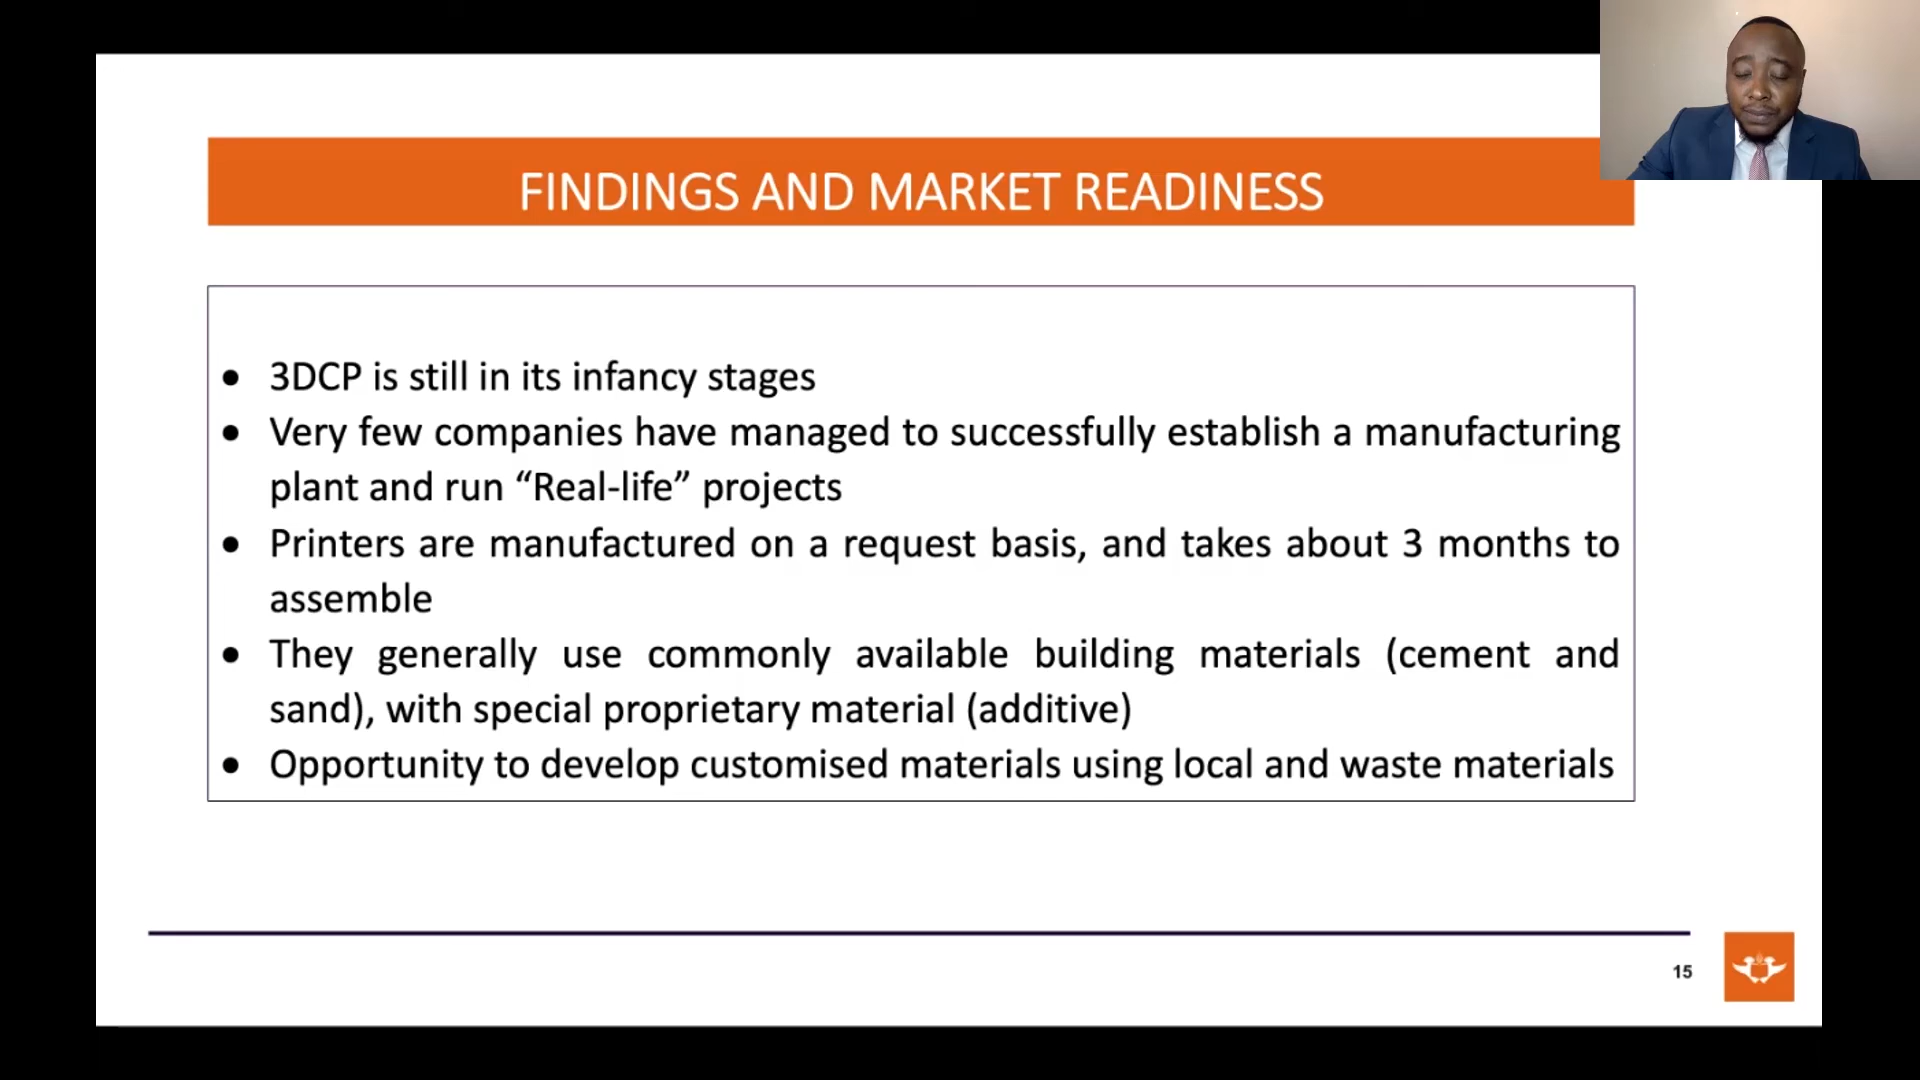 FINDINGS AND MARKET READINESS
● 3DCP is still in its infancy stages
● Very few companies have managed to successfully establish a manufacturing
plant and run “Real-life” projects
● Printers are manufactured on a request basis, and takes about 3 months to
assemble
● They generally use commonly available building materials (cement and
sand), with special proprietary material (additive)
● Opportunity to develop customised materials using local and waste materials
15